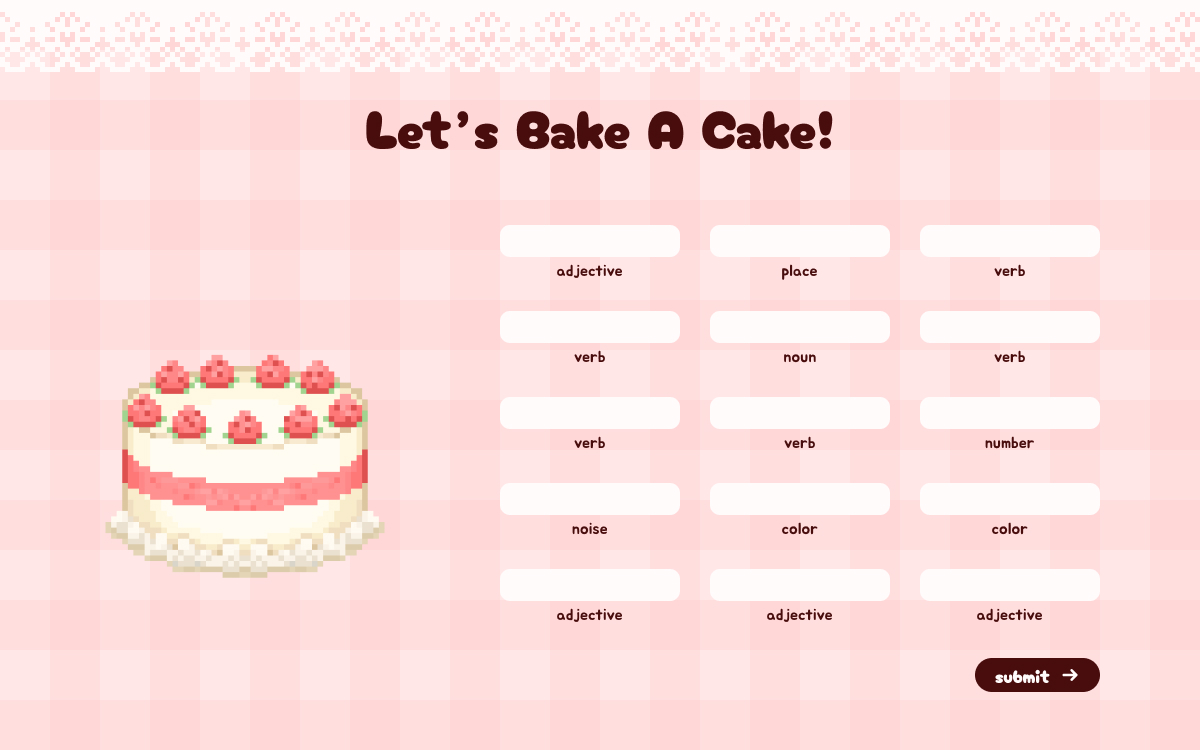 Let's Bake A Cake!
adjective place verb
verb noun verb
verb verb number
noise color color
adjective adjective adjective
submit →